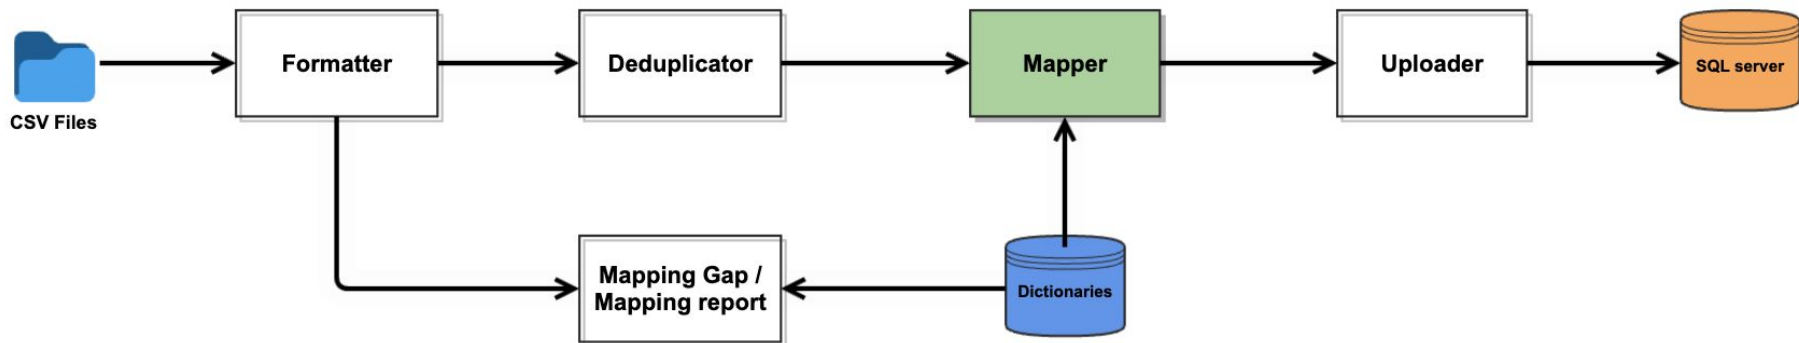 Formatter
Deduplicator
Mapper
Uploader
SQL server
CSV Files
Mapping Gap /
Mapping report
Dictionaries